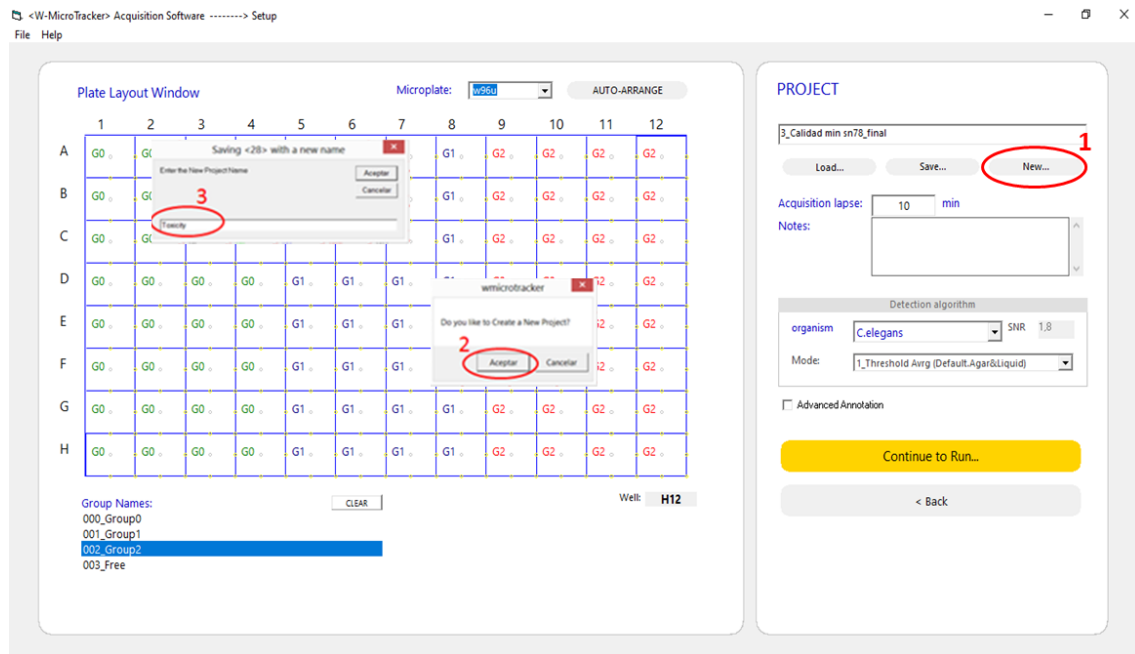 <W-MicroTracker> Acquisition Software --------> Setup
File Help
Plate Layout Window
Microplate: w96u AUTO-ARRANGE
1 2 3 4 5 6 7 8 9 10 11 12
A G0 G0 G1 G2 G2 G2 G2
Saving <28> with a new name
Enter the New Project Name
Aceptar
Cancelar
3
Toxicity
B G0 G1 G2 G2 G2 G2
C G0 G0 G1 G2 G2 G2 G2
D G0 G0 G0 G0 G1 G1 G1 G2 G2
wmicrotracker
Do you like to Create a New Project?
2
Aceptar Cancelar
E G0 G0 G0 G0 G1 G1 G1 G2
F G0 G0 G0 G0 G1 G1 G1 G2
G G0 G0 G0 G0 G1 G1 G1 G1 G2 G2 G2 G2
H G0 G0 G0 G0 G1 G1 G1 G1 G2 G2 G2 G2
Group Names: CLEAR
000_Group0
001_Group1
002_Group2
003_Free
Well: H12
PROJECT
3_Calidad min sn78_final
1
Load... Save... New...
Acquisition lapse: 10 min
Notes:
Detection algorithm
organism C.elegans SNR 1,8
Mode: 1_Threshold Avrg (Default.Agar&Liquid)
Advanced Annotation
Continue to Run...
< Back